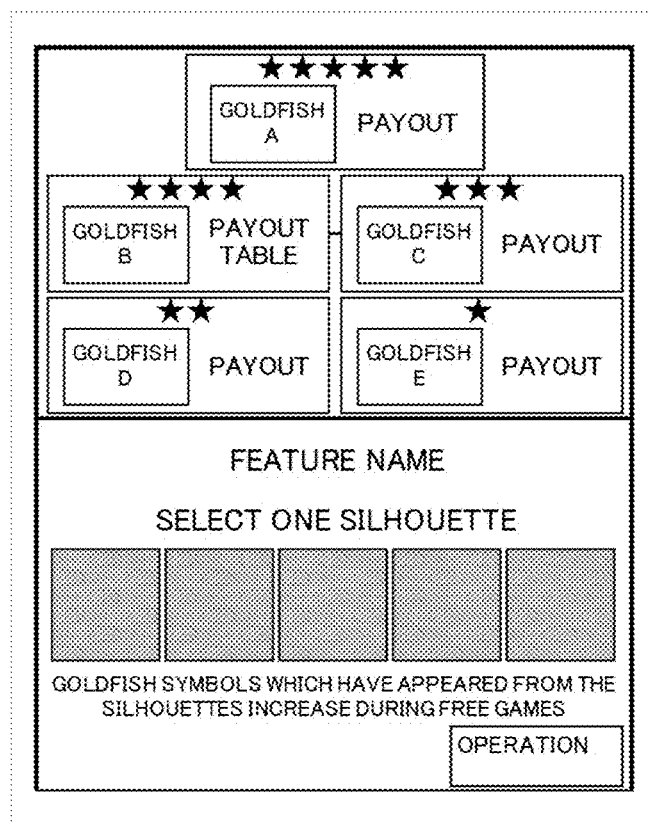 ★★★★★
GOLDFISH
A
PAYOUT
★★★★
GOLDFISH
B
PAYOUT
TABLE
★★★
GOLDFISH
C
PAYOUT
★★
GOLDFISH
D
PAYOUT
★
GOLDFISH
E
PAYOUT
FEATURE NAME
SELECT ONE SILHOUETTE
GOLDFISH SYMBOLS WHICH HAVE APPEARED FROM THE
SILHOUETTES INCREASE DURING FREE GAMES
OPERATION